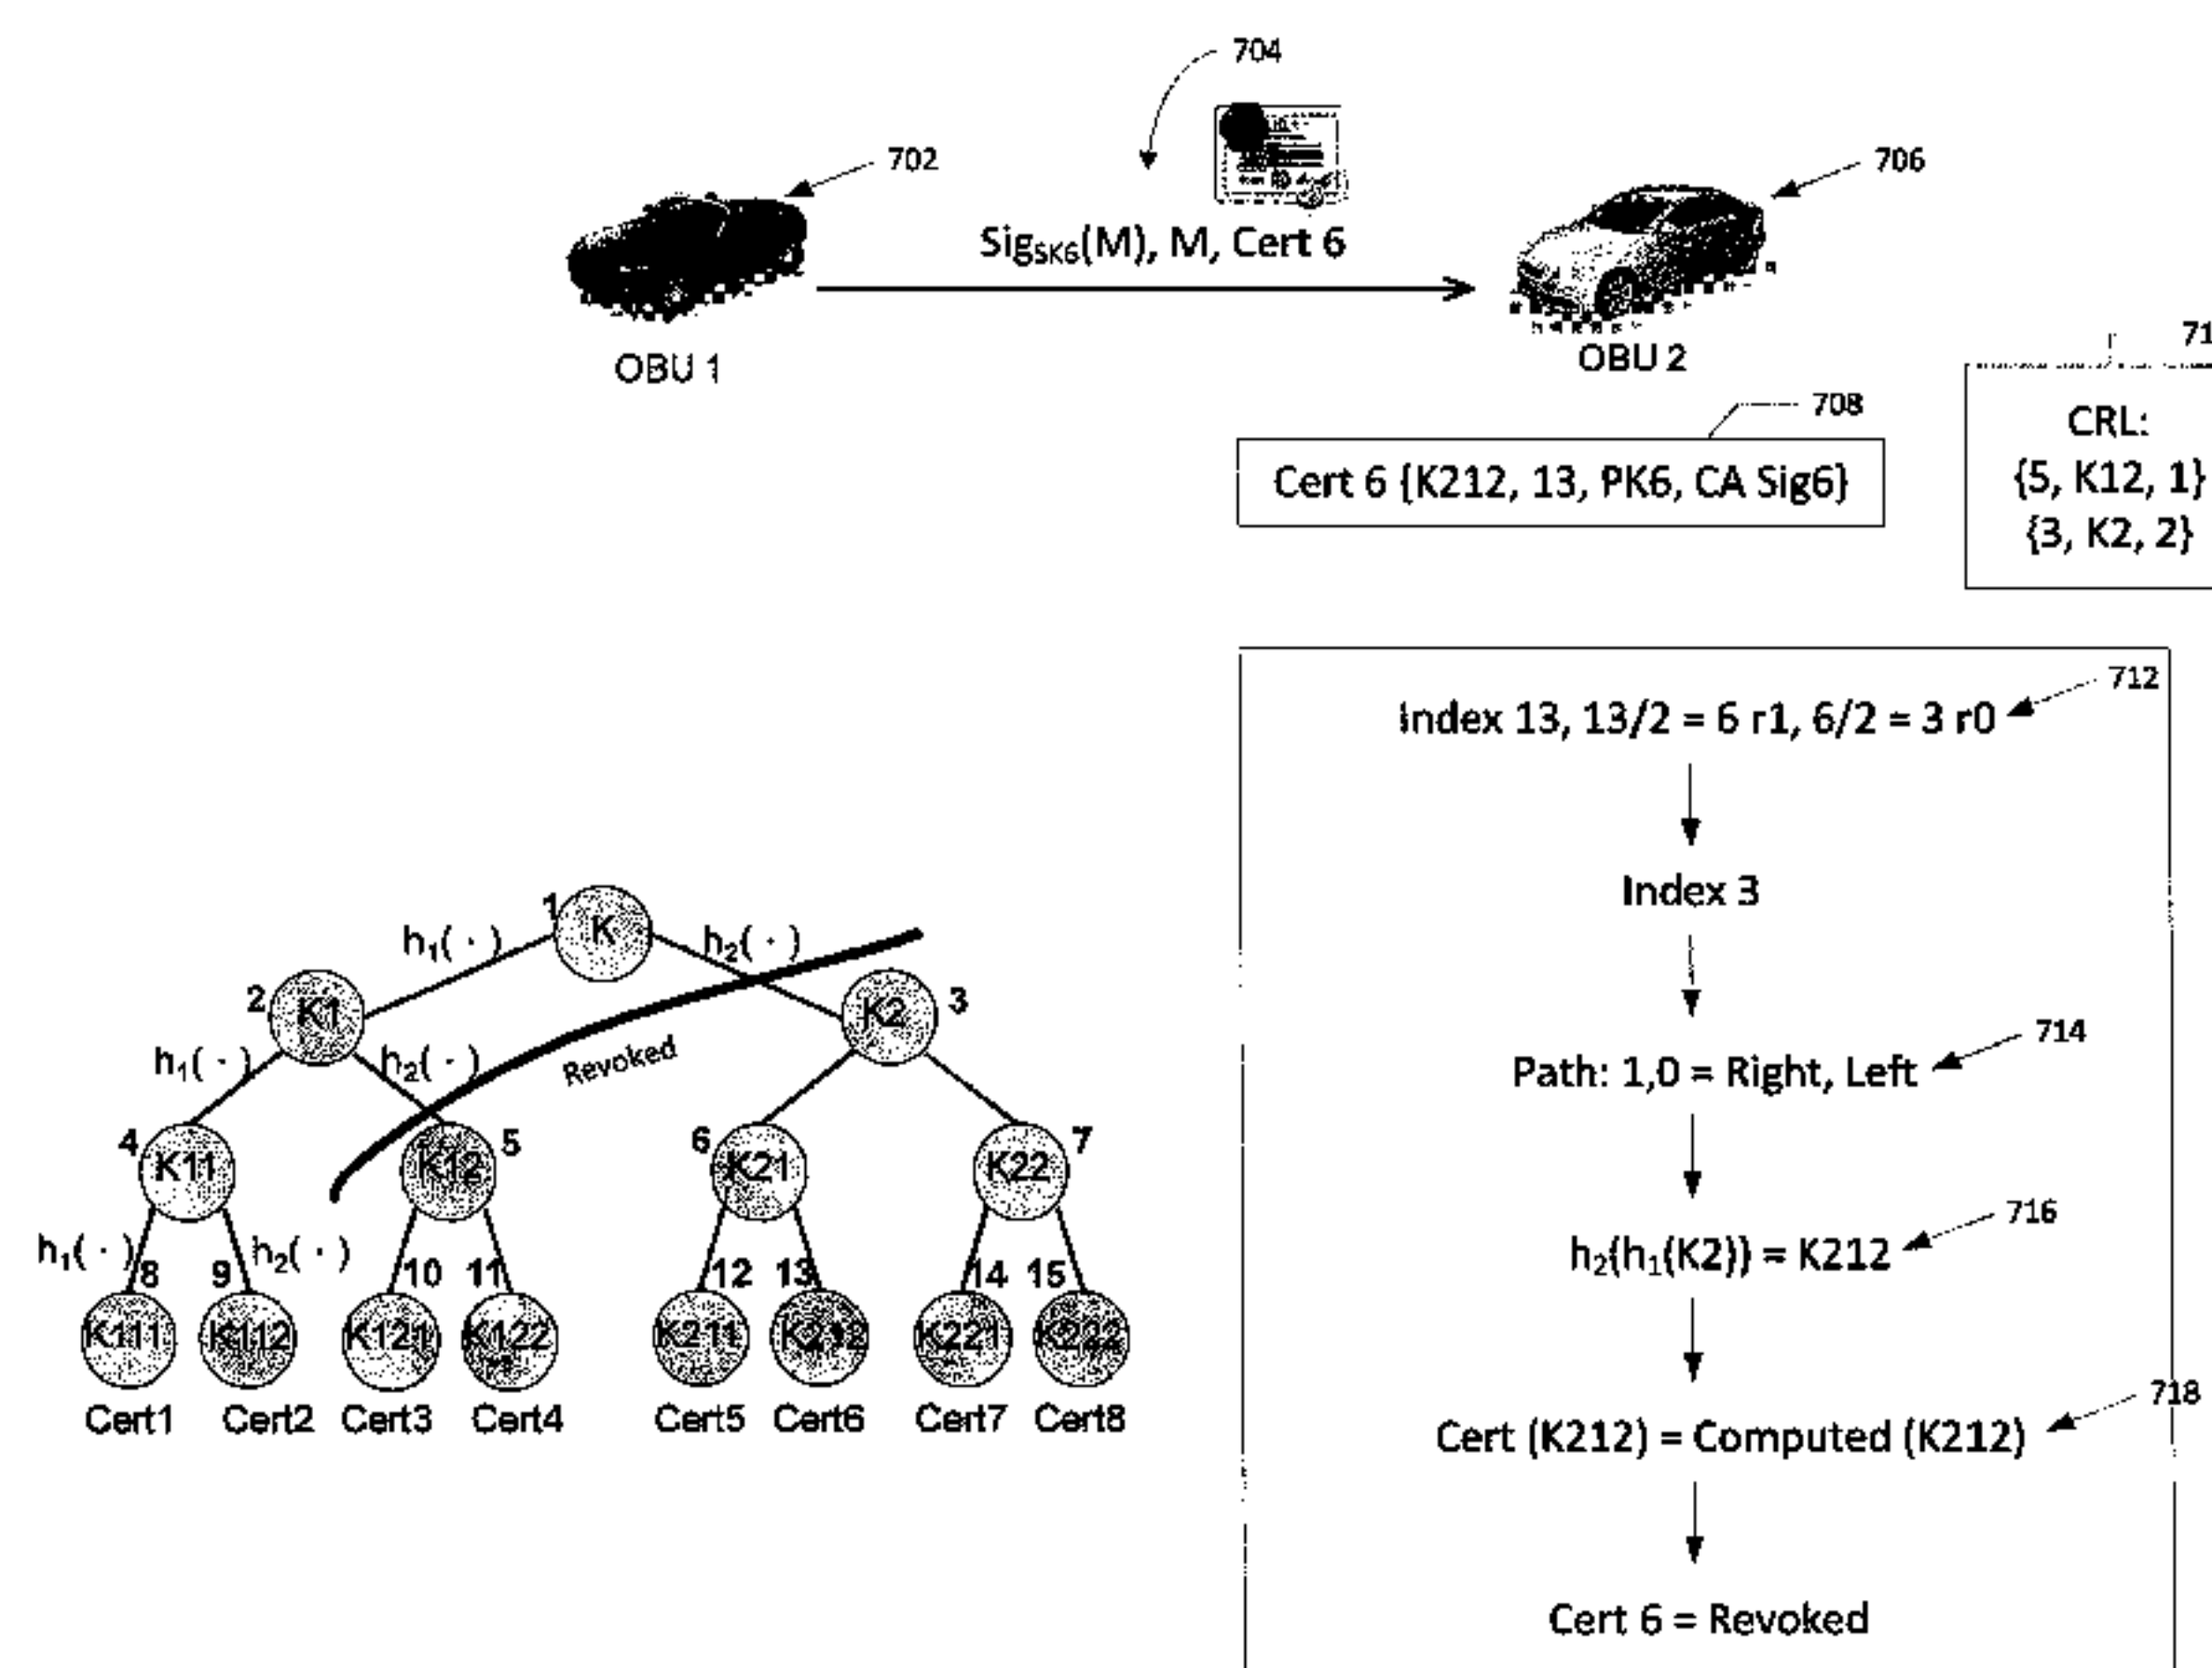 704
702
706
Sig_SK6(M), M, Cert 6
OBU 1
OBU 2
71
708
CRL:
{5, K12, 1}
{3, K2, 2}
Cert 6 {K212, 13, PK6, CA Sig6}
712
Index 13, 13/2 = 6 r1, 6/2 = 3 r0
Index 3
714
Path: 1,0 = Right, Left
716
h₂(h₁(K2)) = K212
718
Cert (K212) = Computed (K212)
Cert 6 = Revoked
1 K
h₁( · ) h₂( · )
2 K1 K2 3
h₁( · ) h₂( · ) Revoked
4 K11 K12 5 6 K21 K22 7
h₁( · ) h₂( · )
8 9 10 11 12 13 14 15
K111 K112 K121 K122 K211 K212 K221 K222
Cert1 Cert2 Cert3 Cert4 Cert5 Cert6 Cert7 Cert8